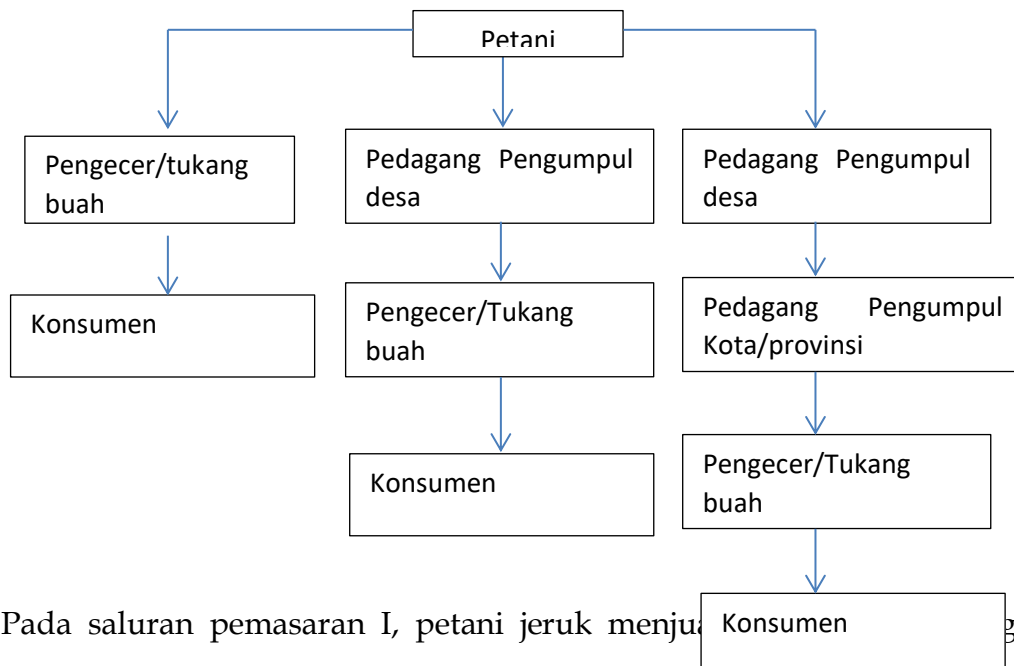 Petani
Pengecer/tukang
buah
Konsumen
Pedagang Pengumpul
desa
Pengecer/Tukang
buah
Konsumen
Pedagang Pengumpul
desa
Pedagang Pengumpul
Kota/provinsi
Pengecer/Tukang
buah
Konsumen
Pada saluran pemasaran I, petani jeruk